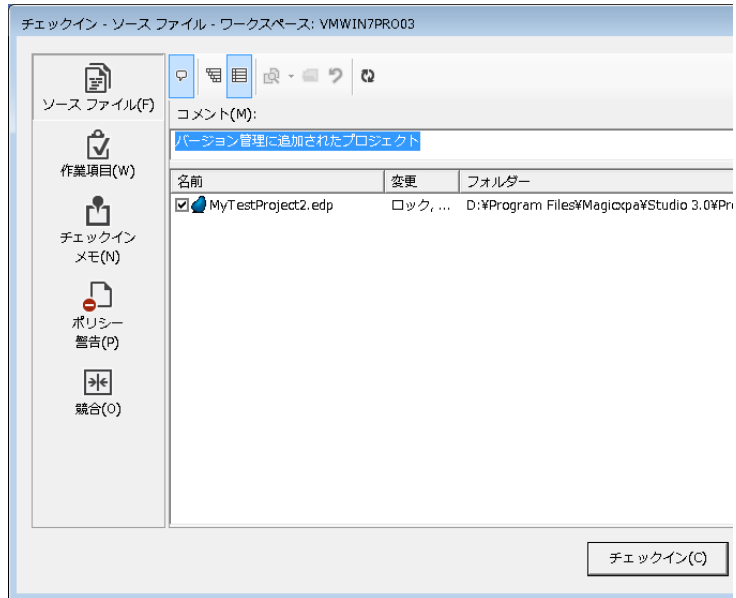 チェックイン - ソース ファイル - ワークスペース: VMWIN7PRO03
ソース ファイル(F)
作業項目(W)
チェックイン
メモ(N)
ポリシー
警告(P)
競合(O)
コメント(M):
バージョン管理に追加されたプロジェクト
名前 変更 フォルダー
MyTestProject2.edp ロック, ... D:¥Program Files¥Magicxpa¥Studio 3.0¥Pr
チェックイン(C)